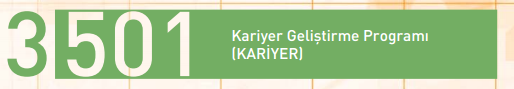 3501
Kariyer Geliştirme Programı
(KARİYER)